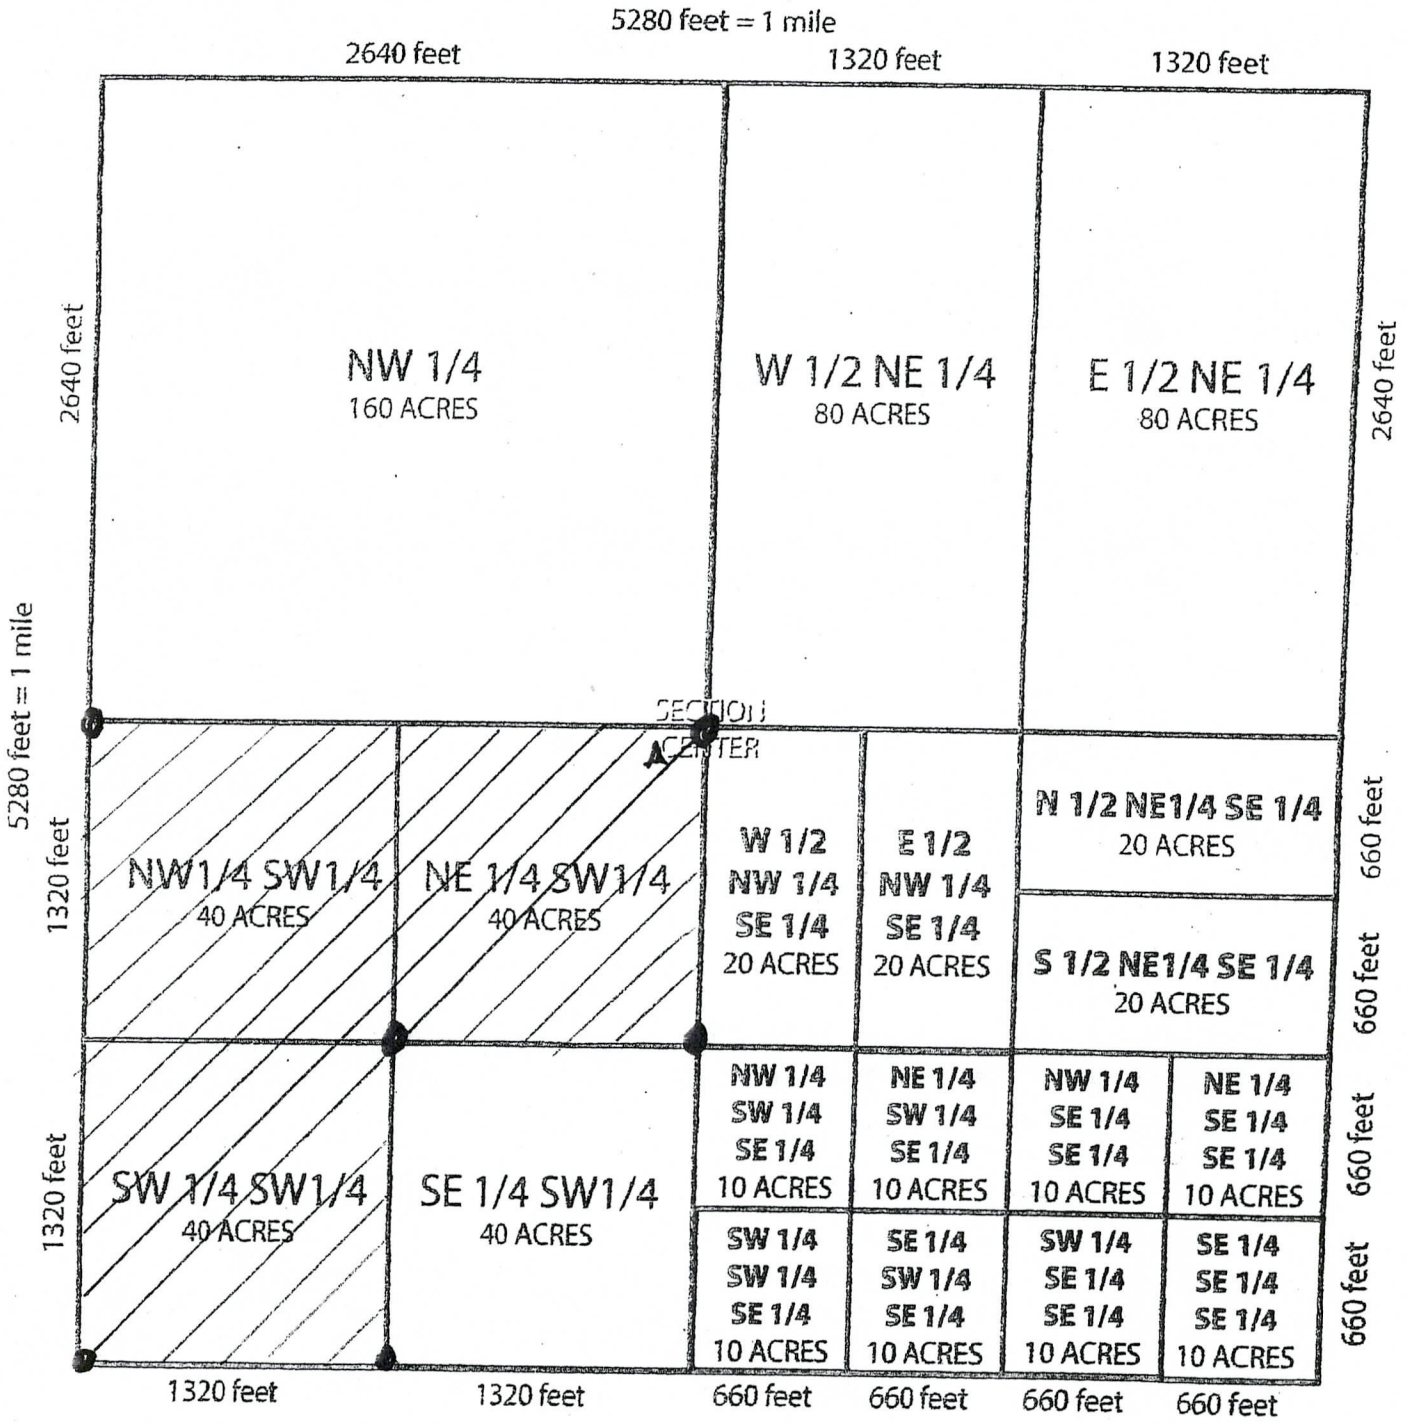 5280 feet = 1 mile
2640 feet
1320 feet
1320 feet
2640 feet
NW 1/4
160 ACRES
W 1/2 NE 1/4
80 ACRES
E 1/2 NE 1/4
80 ACRES
2640 feet
5280 feet = 1 mile
SECTION
CENTER
A
1320 feet
NW1/4 SW1/4
40 ACRES
NE 1/4 SW1/4
40 ACRES
W 1/2
NW 1/4
SE 1/4
20 ACRES
E 1/2
NW 1/4
SE 1/4
20 ACRES
N 1/2 NE1/4 SE 1/4
20 ACRES
660 feet
S 1/2 NE1/4 SE 1/4
20 ACRES
660 feet
1320 feet
SW 1/4 SW1/4
40 ACRES
SE 1/4 SW1/4
40 ACRES
NW 1/4
SW 1/4
SE 1/4
10 ACRES
NE 1/4
SW 1/4
SE 1/4
10 ACRES
NW 1/4
SE 1/4
SE 1/4
10 ACRES
NE 1/4
SE 1/4
SE 1/4
10 ACRES
660 feet
SW 1/4
SW 1/4
SE 1/4
10 ACRES
SE 1/4
SW 1/4
SE 1/4
10 ACRES
SW 1/4
SE 1/4
SE 1/4
10 ACRES
SE 1/4
SE 1/4
SE 1/4
10 ACRES
660 feet
1320 feet
1320 feet
660 feet
660 feet
660 feet
660 feet